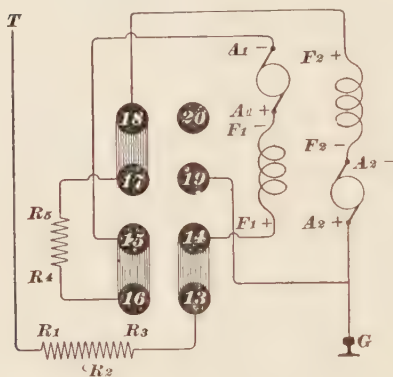 T
A1 −
F2 +
18
20
A1 +
F1 −
F2 −
A2 −
17
19
R5
15
14
F1 +
A2 +
R4
16
13
R1
R3
R2
G